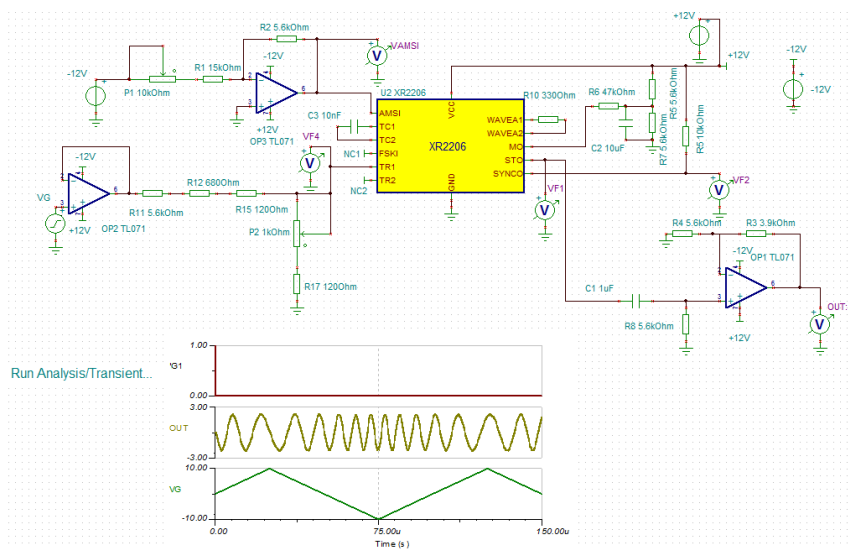 +12V
-12V
R2 5.6kOhm
VAMSI
-12V
+12V
-12V
R1 15kOhm
P1 10kOhm
U2 XR2206
R10 330Ohm
R6 47kOhm
R5 5.6kOhm
+12V
OP3 TL071
C3 10nF
VCC
AMSI
TC1
TC2
FSKI
TR1
TR2
XR2206
GND
WAVEA1
WAVEA2
MO
STO
SYNCO
C2 10uF
R7 5.6kOhm
R5 10kOhm
VF4
NC1
NC2
-12V
VG
R12 680Ohm
R11 5.6kOhm
R15 120Ohm
+12V
OP2 TL071
P2 1kOhm
VF1
VF2
R17 120Ohm
R4 5.6kOhm
R3 3.9kOhm
-12V
OP1 TL071
C1 1uF
R8 5.6kOhm
+12V
OUT:
Run Analysis/Transient...
1.00
'G1
0.00
3.00
OUT
-3.00
10.00
VG
-10.00
0.00
75.00u
150.00u
Time (s)